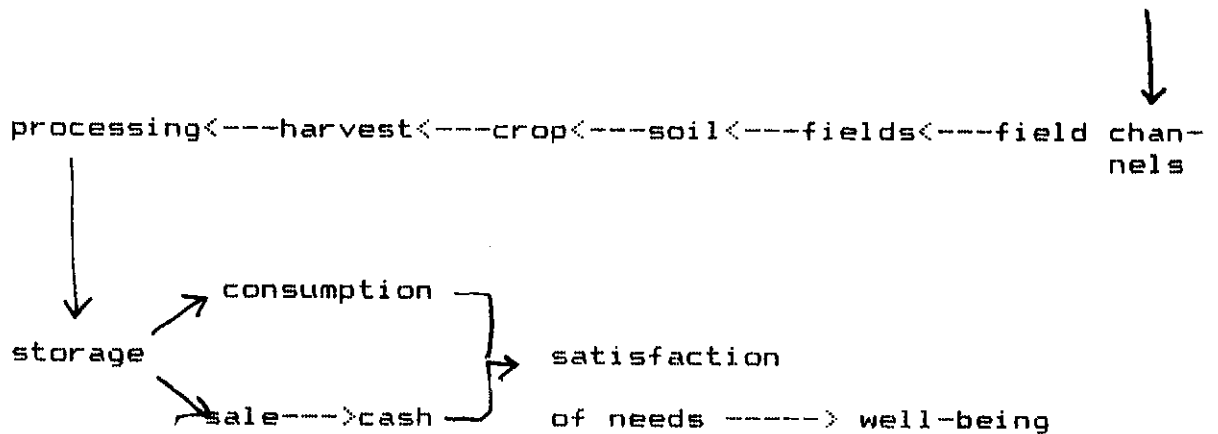 processing<---harvest<---crop<---soil<---fields<---field chan-
nels
consumption
storage
satisfaction
sale--->cash
of needs -----> well-being